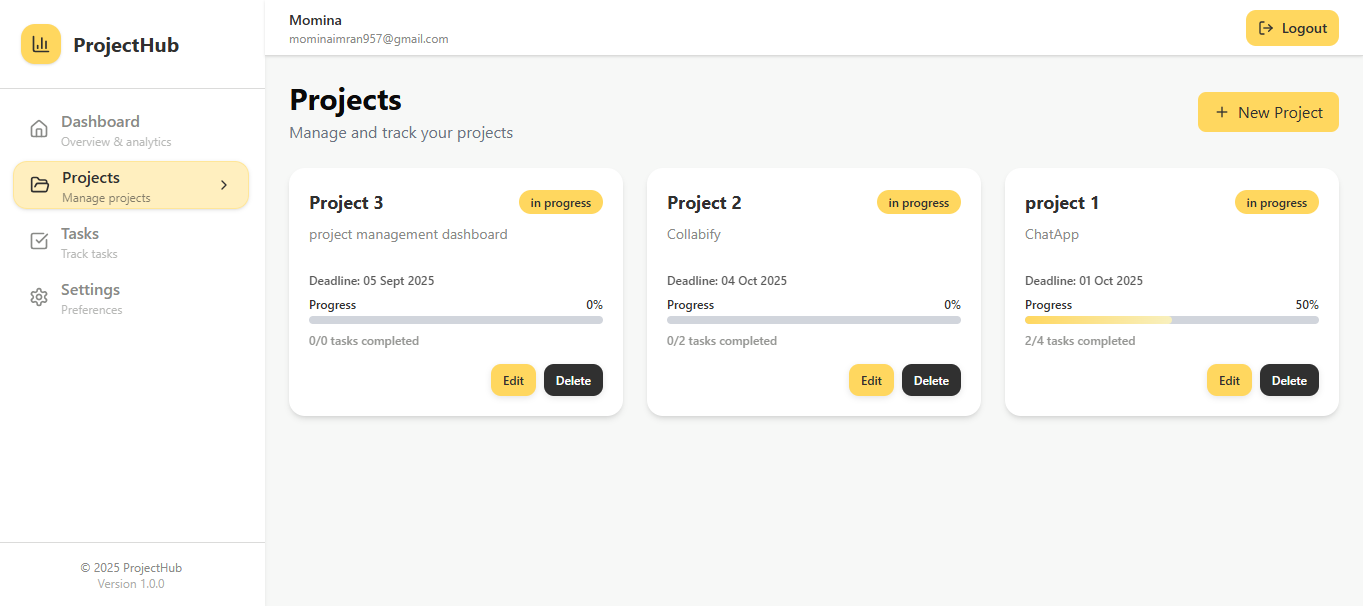 ProjectHub
Dashboard
Overview & analytics
Projects
Manage projects
Tasks
Track tasks
Settings
Preferences
© 2025 ProjectHub
Version 1.0.0
Momina
mominaimran957@gmail.com
Logout
Projects
Manage and track your projects
+ New Project
Project 3
in progress
project management dashboard
Deadline: 05 Sept 2025
Progress 0%
0/0 tasks completed
Edit Delete
Project 2
in progress
Collabify
Deadline: 04 Oct 2025
Progress 0%
0/2 tasks completed
Edit Delete
project 1
in progress
ChatApp
Deadline: 01 Oct 2025
Progress 50%
2/4 tasks completed
Edit Delete